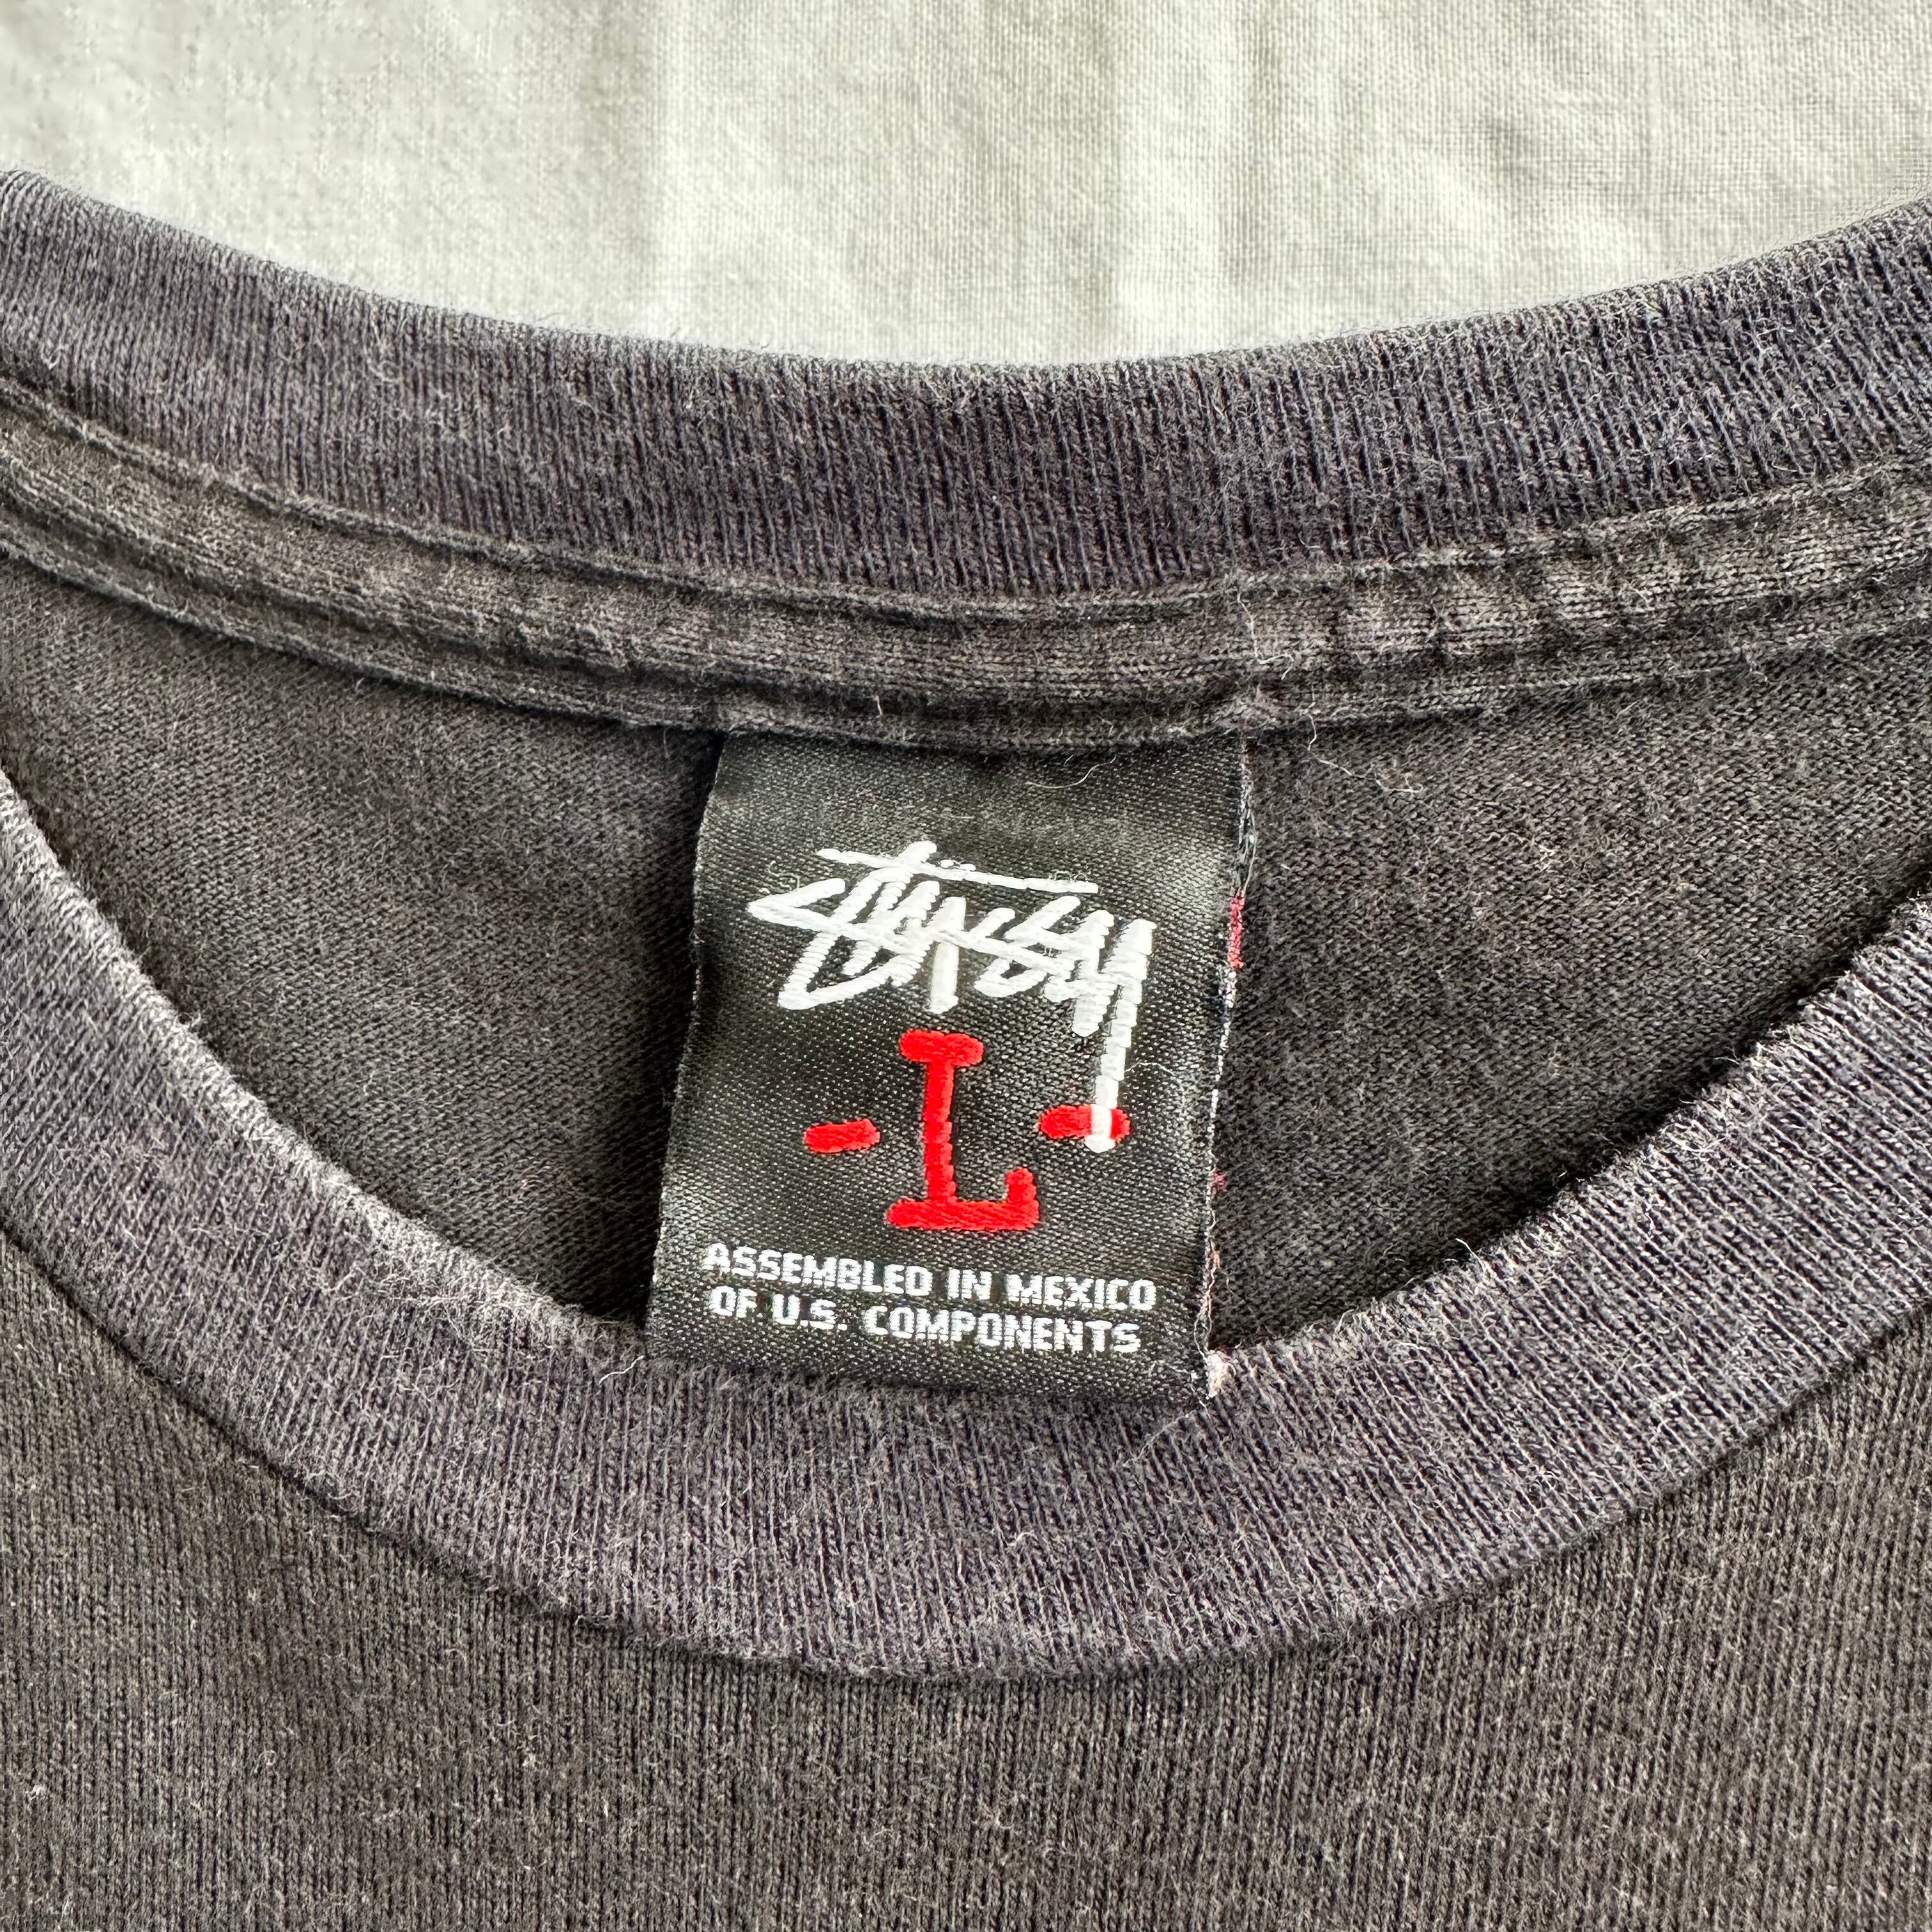 Stüssy
-L-
ASSEMBLED IN MEXICO
OF U.S. COMPONENTS